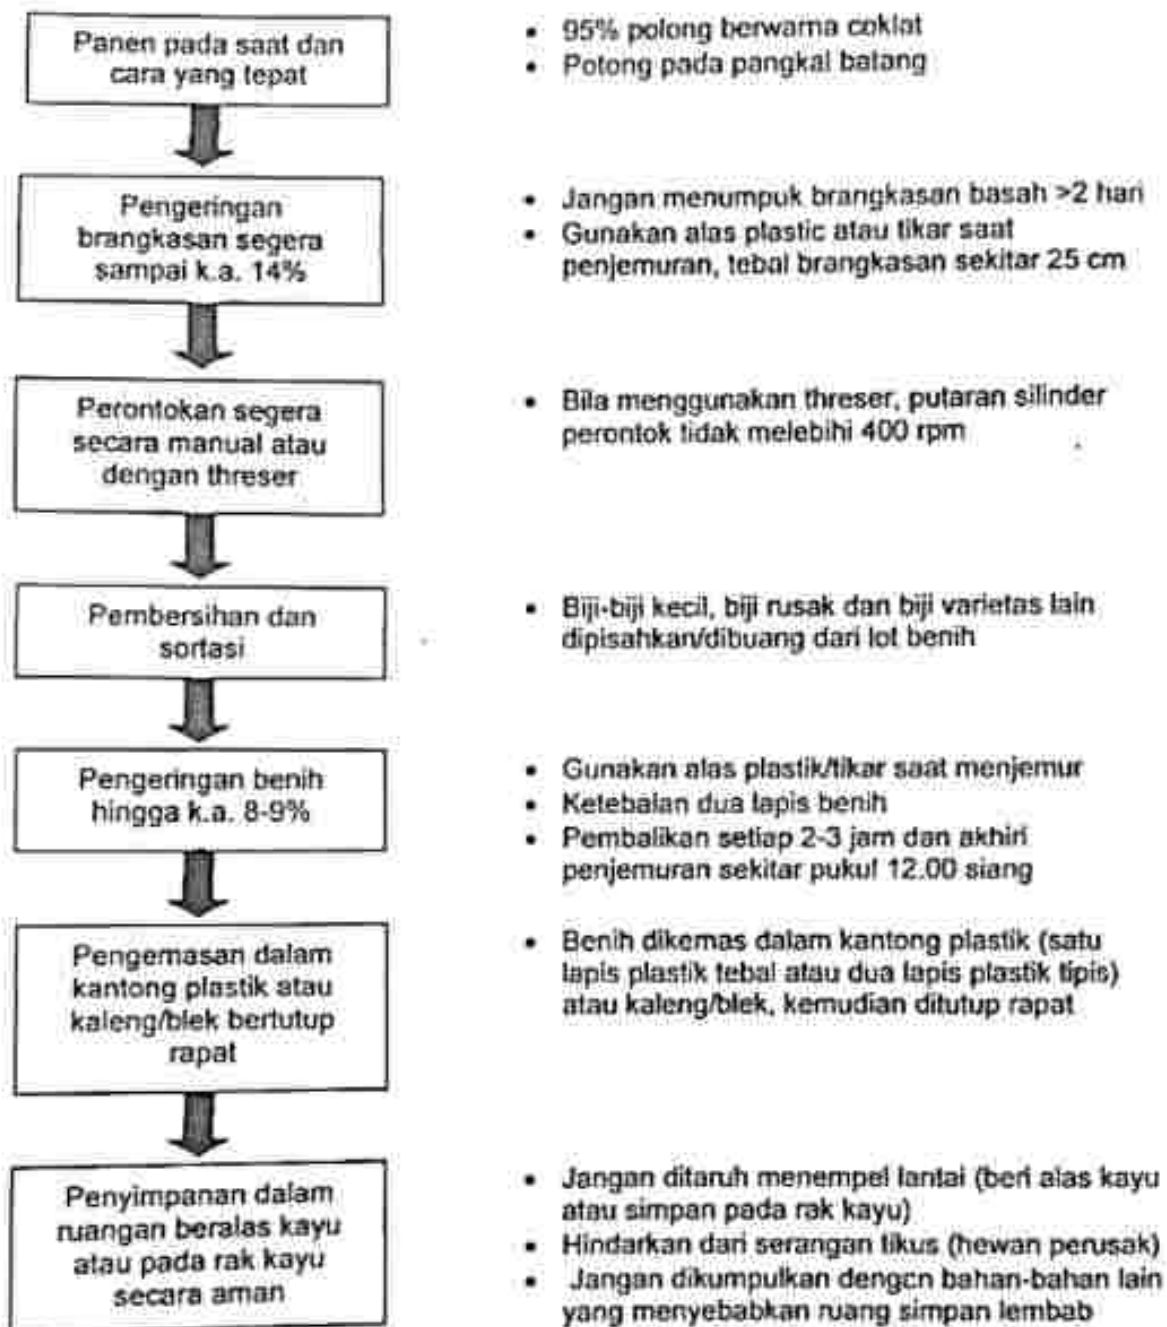 Panen pada saat dan
cara yang tepat
• 95% polong berwarna coklat
• Potong pada pangkal batang
Pengeringan
brangkasan segera
sampai k.a. 14%
• Jangan menumpuk brangkasan basah >2 hari
• Gunakan alas plastic atau tikar saat
penjemuran, tebal brangkasan sekitar 25 cm
Perontokan segera
secara manual atau
dengan threser
• Bila menggunakan threser, putaran silinder
perontok tidak melebihi 400 rpm
Pembersihan dan
sortasi
• Biji-biji kecil, biji rusak dan biji varietas lain
dipisahkan/dibuang dari lot benih
Pengeringan benih
hingga k.a. 8-9%
• Gunakan alas plastik/tikar saat menjemur
• Ketebalan dua lapis benih
• Pembalikan setiap 2-3 jam dan akhiri
penjemuran sekitar pukul 12.00 siang
Pengemasan dalam
kantong plastik atau
kaleng/blek bertutup
rapat
• Benih dikemas dalam kantong plastik (satu
lapis plastik tebal atau dua lapis plastik tipis)
atau kaleng/blek, kemudian ditutup rapat
Penyimpanan dalam
ruangan beralas kayu
atau pada rak kayu
secara aman
• Jangan ditaruh menempel lantai (beri alas kayu
atau simpan pada rak kayu)
• Hindarkan dari serangan tikus (hewan perusak)
• Jangan dikumpulkan dengcn bahan-bahan lain
yang menyebabkan ruang simpan lembab